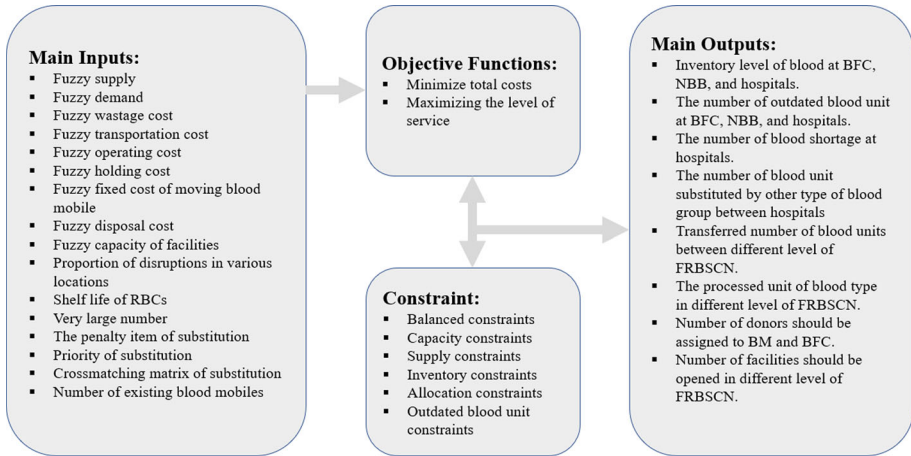 Main Inputs:
▪ Fuzzy supply
▪ Fuzzy demand
▪ Fuzzy wastage cost
▪ Fuzzy transportation cost
▪ Fuzzy operating cost
▪ Fuzzy holding cost
▪ Fuzzy fixed cost of moving blood
mobile
▪ Fuzzy disposal cost
▪ Fuzzy capacity of facilities
▪ Proportion of disruptions in various
locations
▪ Shelf life of RBCs
▪ Very large number
▪ The penalty item of substitution
▪ Priority of substitution
▪ Crossmatching matrix of substitution
▪ Number of existing blood mobiles
Objective Functions:
▪ Minimize total costs
▪ Maximizing the level of
service
Constraint:
▪ Balanced constraints
▪ Capacity constraints
▪ Supply constraints
▪ Inventory constraints
▪ Allocation constraints
▪ Outdated blood unit
constraints
Main Outputs:
▪ Inventory level of blood at BFC,
NBB, and hospitals.
▪ The number of outdated blood unit
at BFC, NBB, and hospitals.
▪ The number of blood shortage at
hospitals.
▪ The number of blood unit
substituted by other type of blood
group between hospitals
▪ Transferred number of blood units
between different level of
FRBSCN.
▪ The processed unit of blood type
in different level of FRBSCN.
▪ Number of donors should be
assigned to BM and BFC.
▪ Number of facilities should be
opened in different level of
FRBSCN.